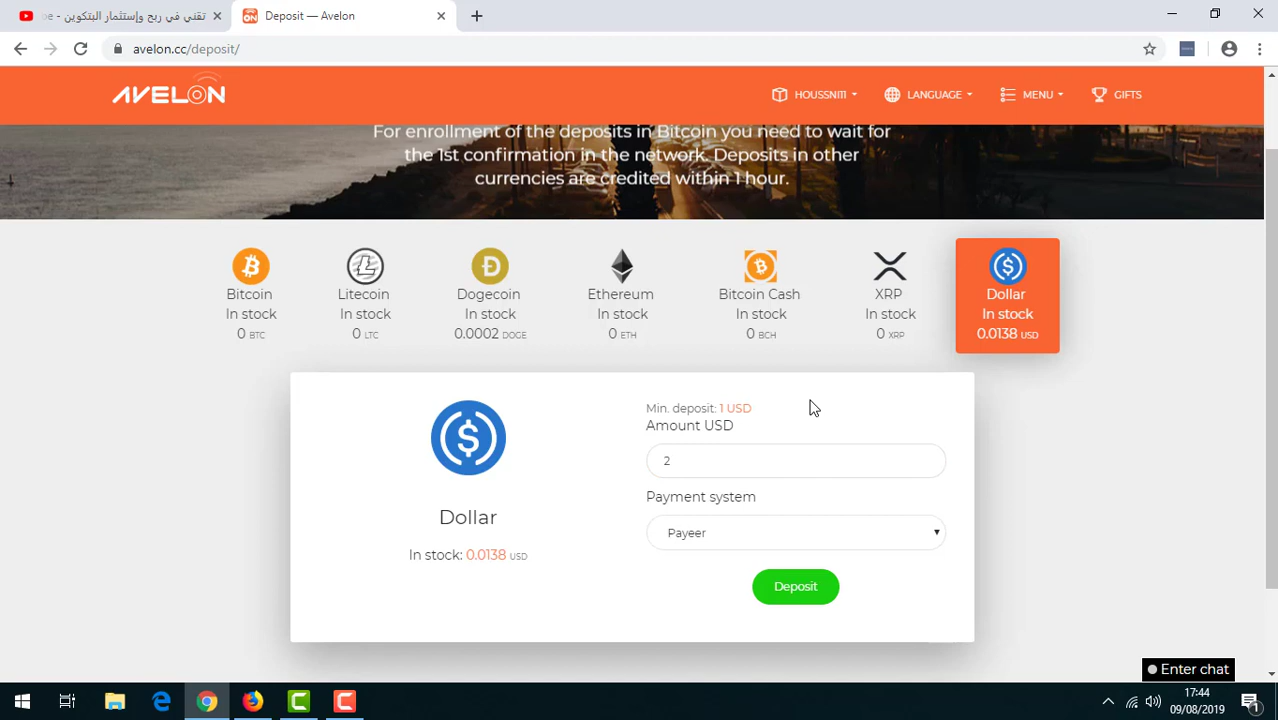 تقني في ربح وإستثمار البتكوين - be
Deposit — Avelon
avelon.cc/deposit/
AVELON
HOUSSNITI
LANGUAGE
MENU
GIFTS
For enrollment of the deposits in Bitcoin you need to wait for
the 1st confirmation in the network. Deposits in other
currencies are credited within 1 hour.
Bitcoin
In stock
0 BTC
Litecoin
In stock
0 LTC
Dogecoin
In stock
0.0002 DOGE
Ethereum
In stock
0 ETH
Bitcoin Cash
In stock
0 BCH
XRP
In stock
0 XRP
Dollar
In stock
0.0138 USD
Dollar
In stock: 0.0138 USD
Min. deposit: 1 USD
Amount USD
2
Payment system
Payeer
Deposit
Enter chat
17:44
09/08/2019
1